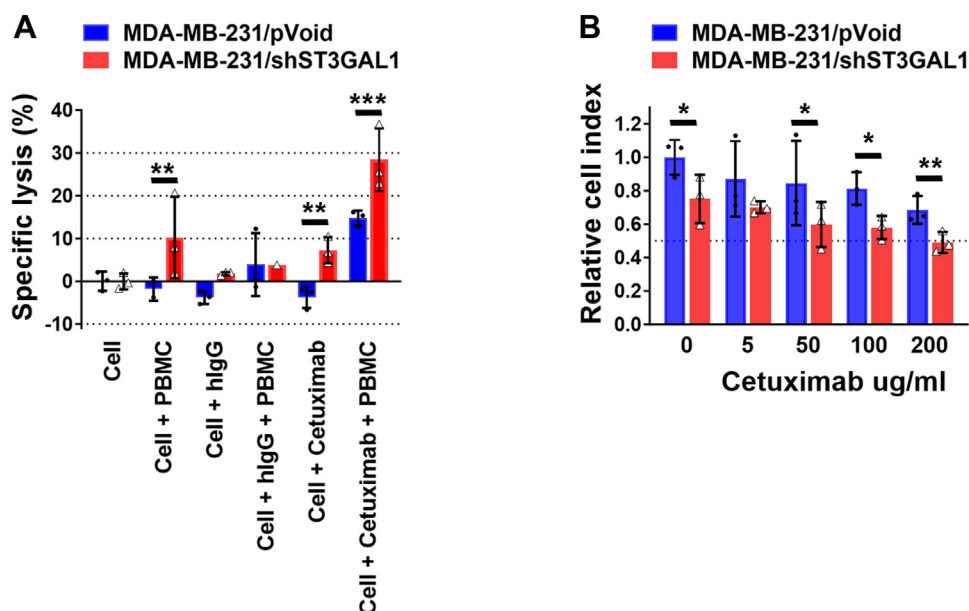 A
MDA-MB-231/pVoid
MDA-MB-231/shST3GAL1
Specific lysis (%)
40
30
20
10
0
-10
**
**
***
Cell
Cell + PBMC
Cell + hIgG
Cell + hIgG + PBMC
Cell + Cetuximab
Cell + Cetuximab + PBMC
B
MDA-MB-231/pVoid
MDA-MB-231/shST3GAL1
Relative cell index
1.2
1.0
0.8
0.6
0.4
0.2
0.0
*
*
*
**
0 5 50 100 200
Cetuximab ug/ml